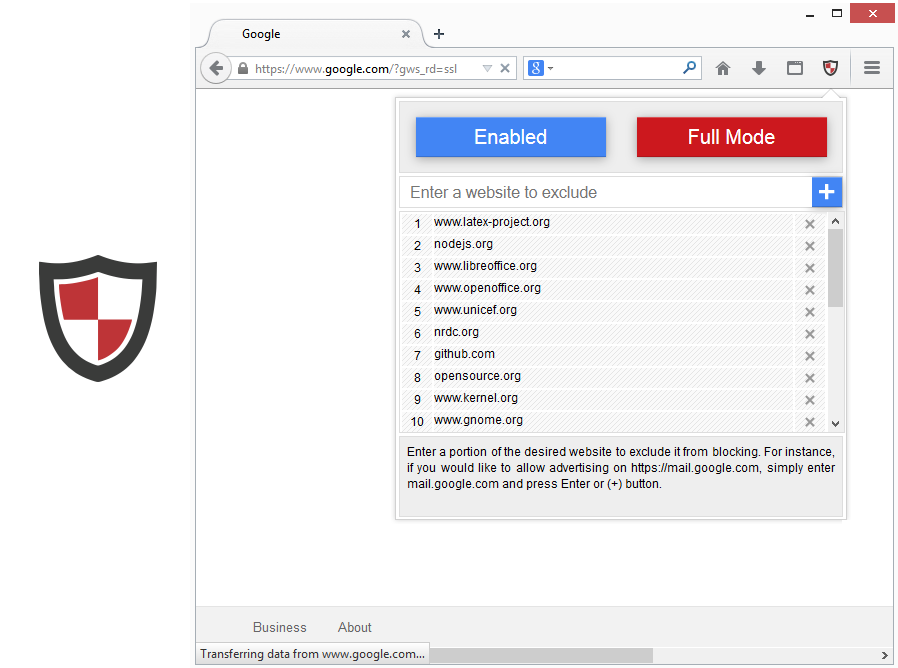 Google
https://www.google.com/?gws_rd=ssl
8
Enabled
Full Mode
Enter a website to exclude
1 www.latex-project.org
2 nodejs.org
3 www.libreoffice.org
4 www.openoffice.org
5 www.unicef.org
6 nrdc.org
7 github.com
8 opensource.org
9 www.kernel.org
10 www.gnome.org
Enter a portion of the desired website to exclude it from blocking. For instance,
if you would like to allow advertising on https://mail.google.com, simply enter
mail.google.com and press Enter or (+) button.
Business About
Transferring data from www.google.com...